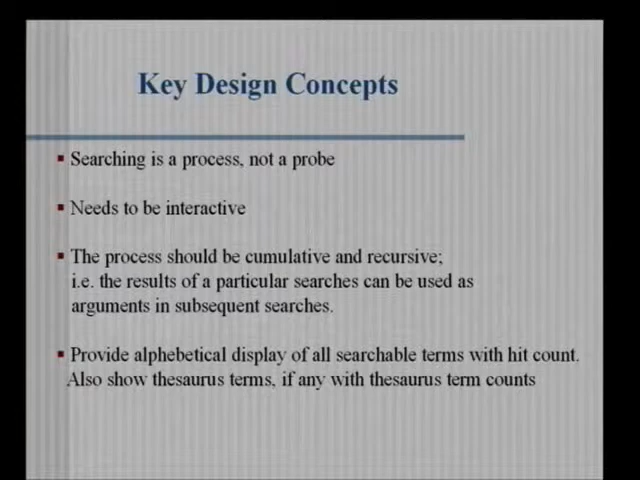 Key Design Concepts
Searching is a process, not a probe
Needs to be interactive
The process should be cumulative and recursive;
i.e. the results of a particular searches can be used as
arguments in subsequent searches.
Provide alphebetical display of all searchable terms with hit count.
Also show thesaurus terms, if any with thesaurus term counts